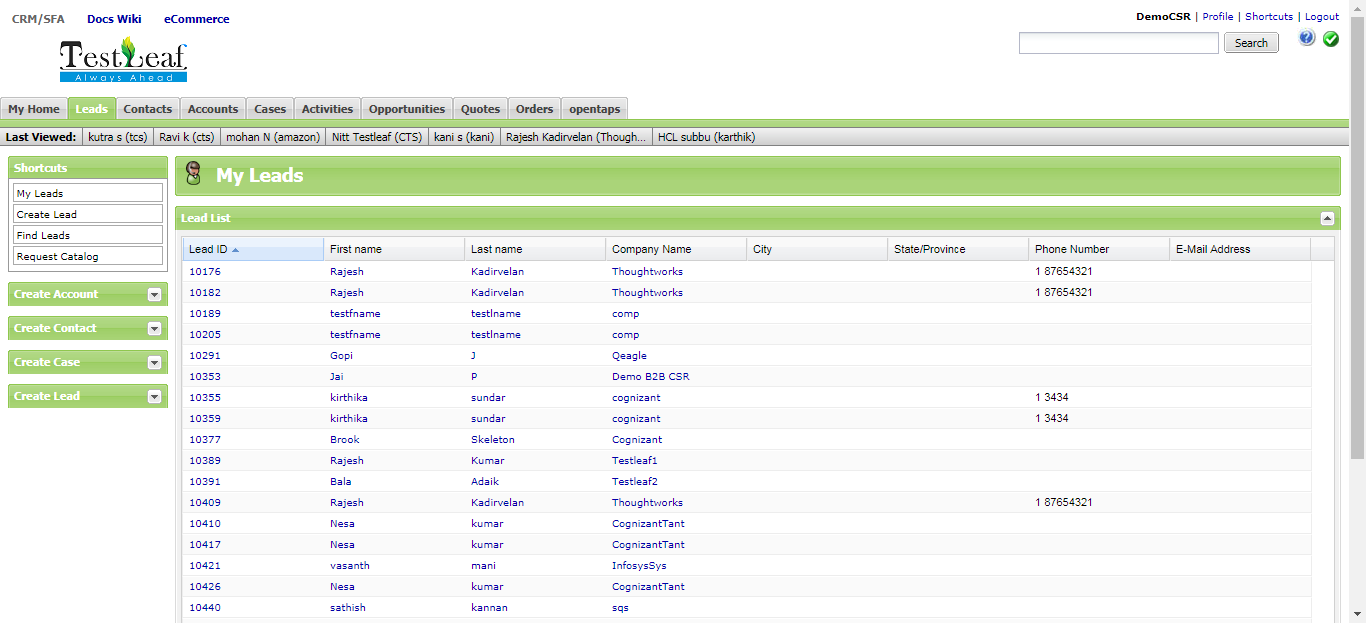 CRM/SFA Docs Wiki eCommerce
DemoCSR | Profile | Shortcuts | Logout
Search
TestLeaf
Always Ahead
My Home Leads Contacts Accounts Cases Activities Opportunities Quotes Orders opentaps
Last Viewed: kutra s (tcs) Ravi k (cts) mohan N (amazon) Nitt Testleaf (CTS) kani s (kani) Rajesh Kadirvelan (Though... HCL subbu (karthik)
Shortcuts
My Leads
Create Lead
Find Leads
Request Catalog
Create Account
Create Contact
Create Case
Create Lead
My Leads
Lead List
Lead ID First name Last name Company Name City State/Province Phone Number E-Mail Address
10176 Rajesh Kadirvelan Thoughtworks 1 87654321
10182 Rajesh Kadirvelan Thoughtworks 1 87654321
10189 testfname testlname comp
10205 testfname testlname comp
10291 Gopi J Qeagle
10353 Jai P Demo B2B CSR
10355 kirthika sundar cognizant 1 3434
10359 kirthika sundar cognizant 1 3434
10377 Brook Skeleton Cognizant
10389 Rajesh Kumar Testleaf1
10391 Bala Adaik Testleaf2
10409 Rajesh Kadirvelan Thoughtworks 1 87654321
10410 Nesa kumar CognizantTant
10417 Nesa kumar CognizantTant
10421 vasanth mani InfosysSys
10426 Nesa kumar CognizantTant
10440 sathish kannan sqs